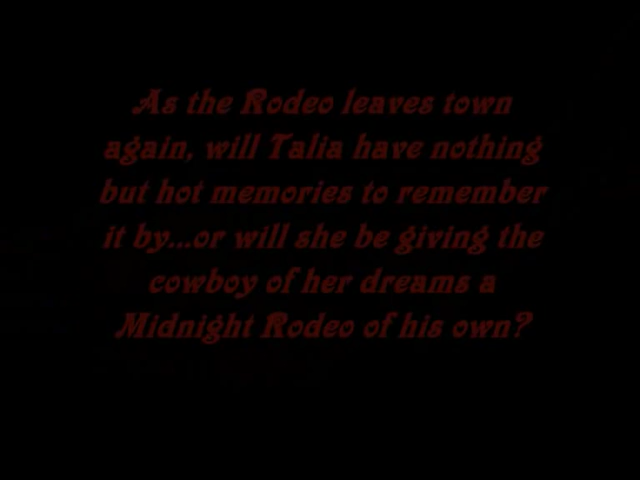 As the Rodeo leaves town
again, will Talia have nothing
but hot memories to remember
it by...or will she be giving the
cowboy of her dreams a
Midnight Rodeo of his own?